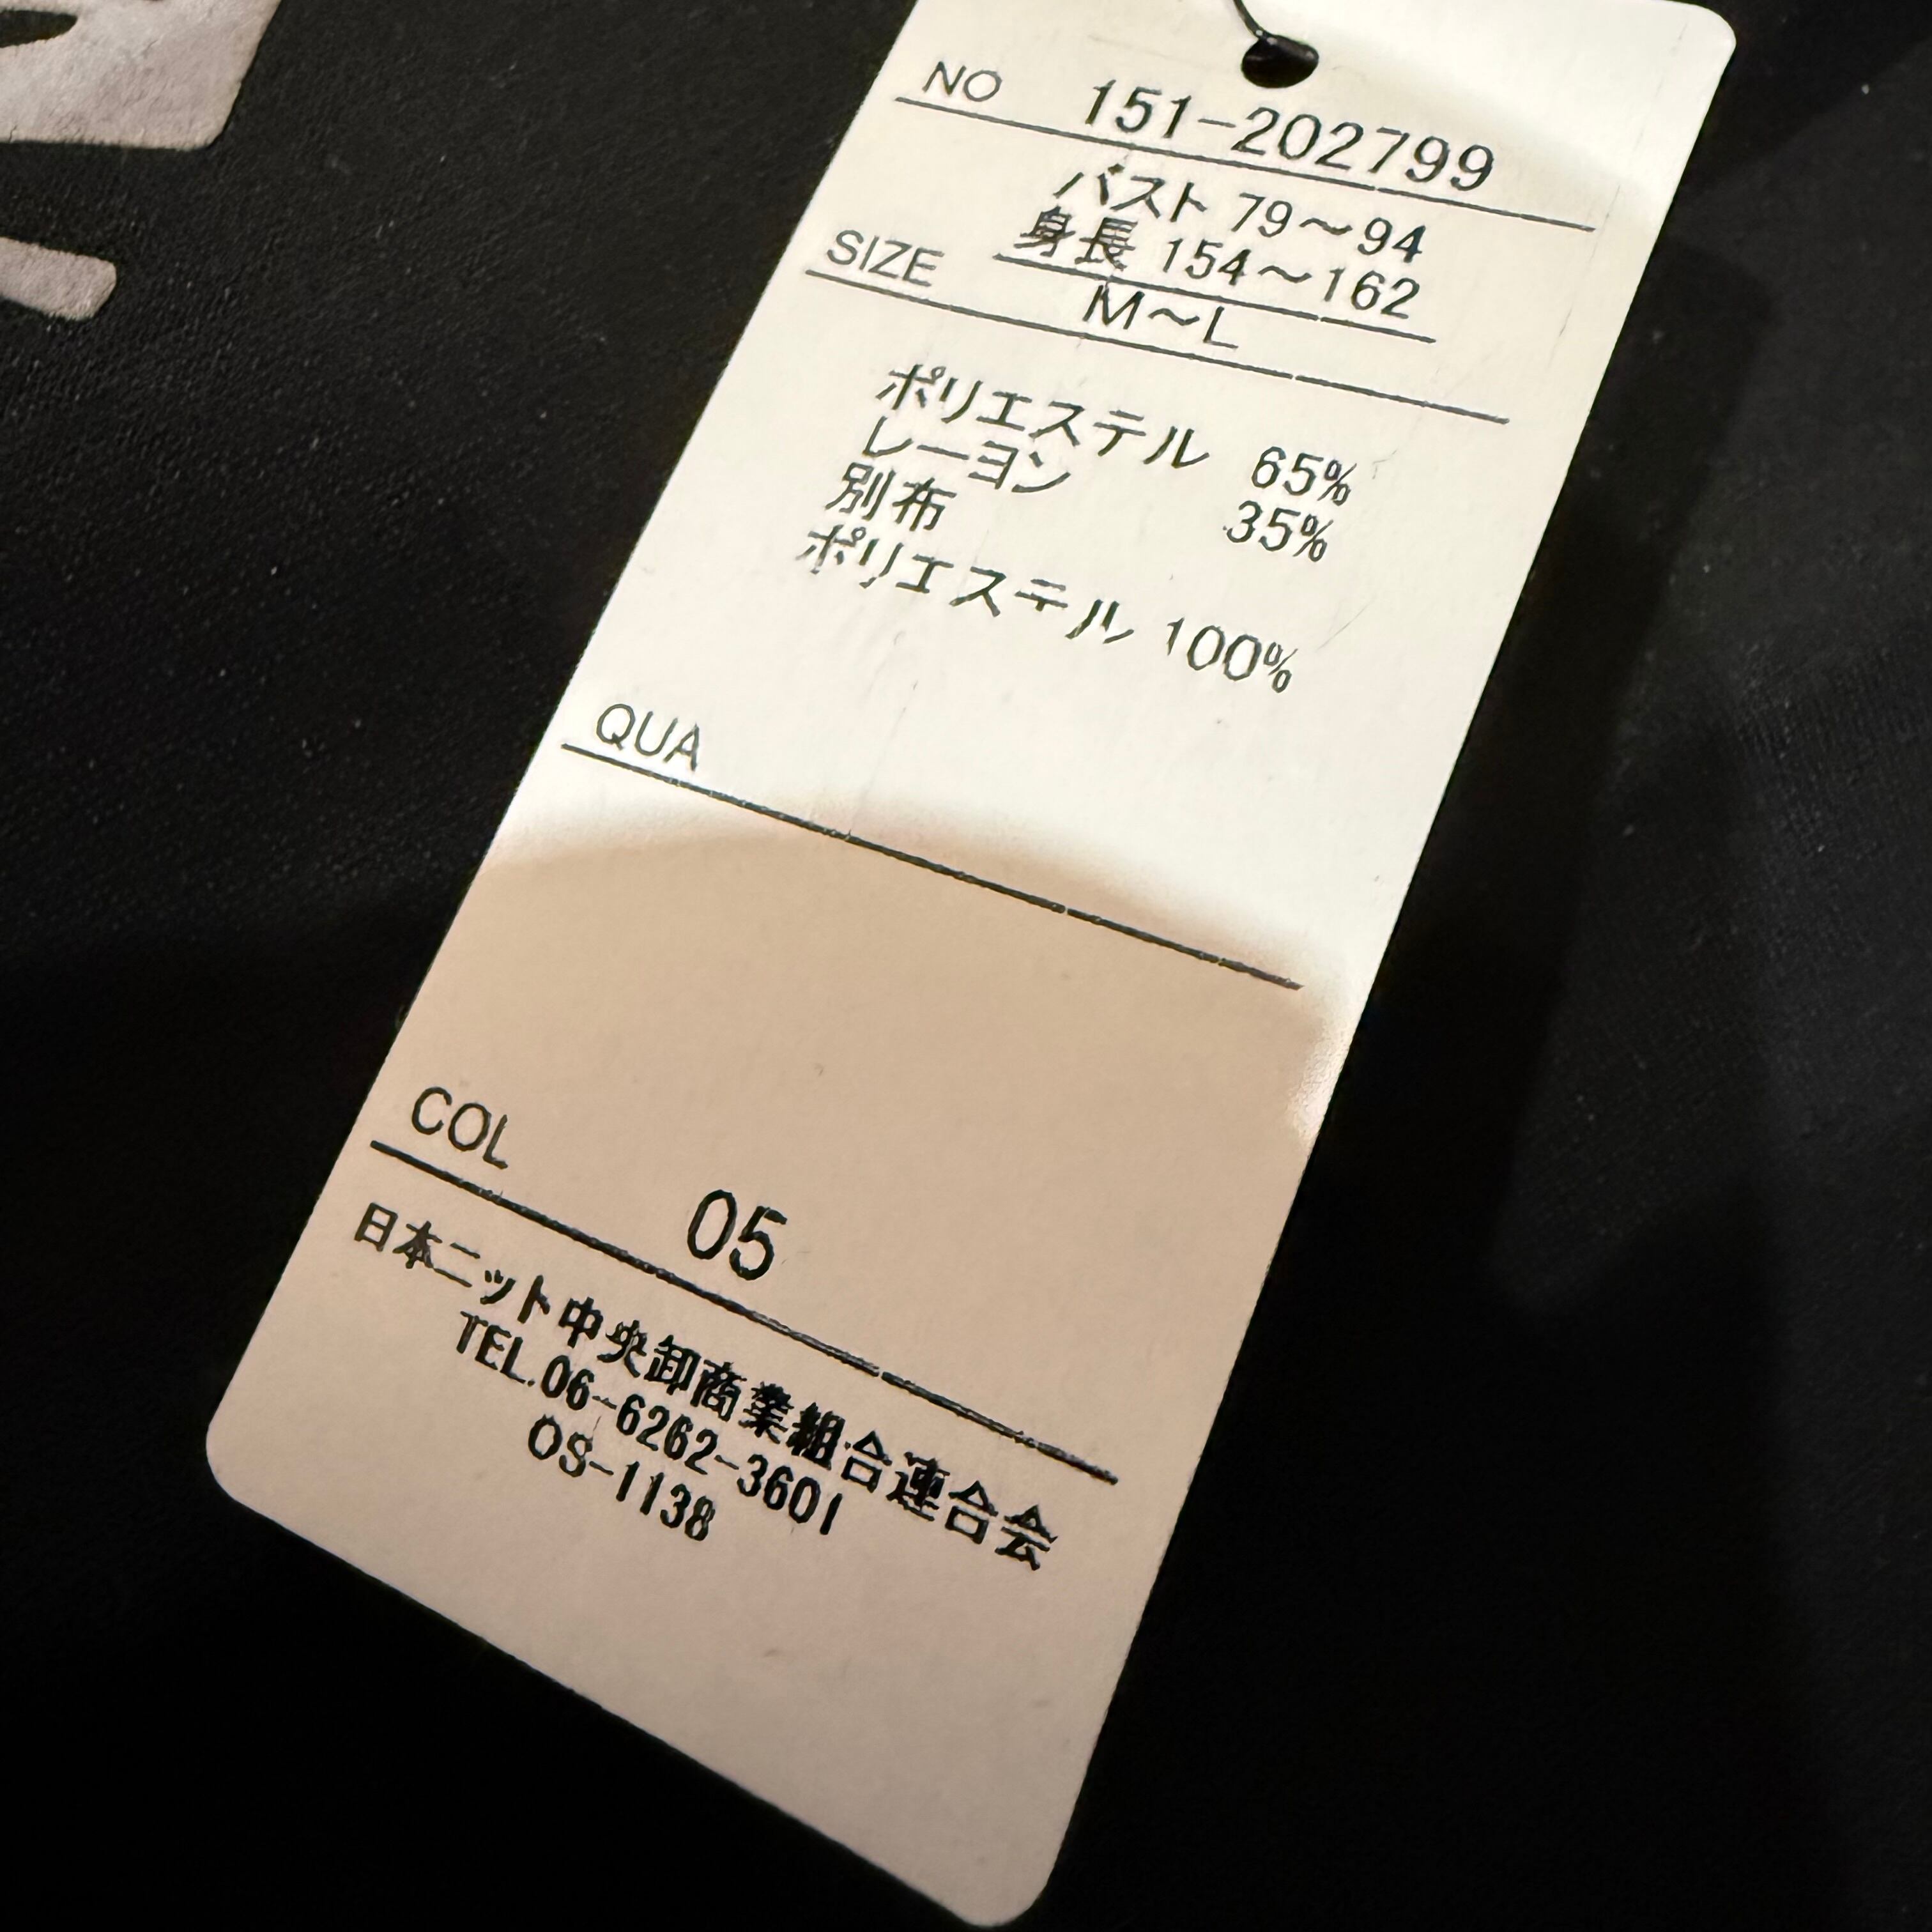 NO 151-202799
バスト 79～94
身長 154～162
SIZE M～L
ポリエステル 65%
レーヨン 35%
別布
ポリエステル 100%
QUA
COL 05
日本ニット中央卸商業組合連合会
TEL.06-6262-3601
OS-1138